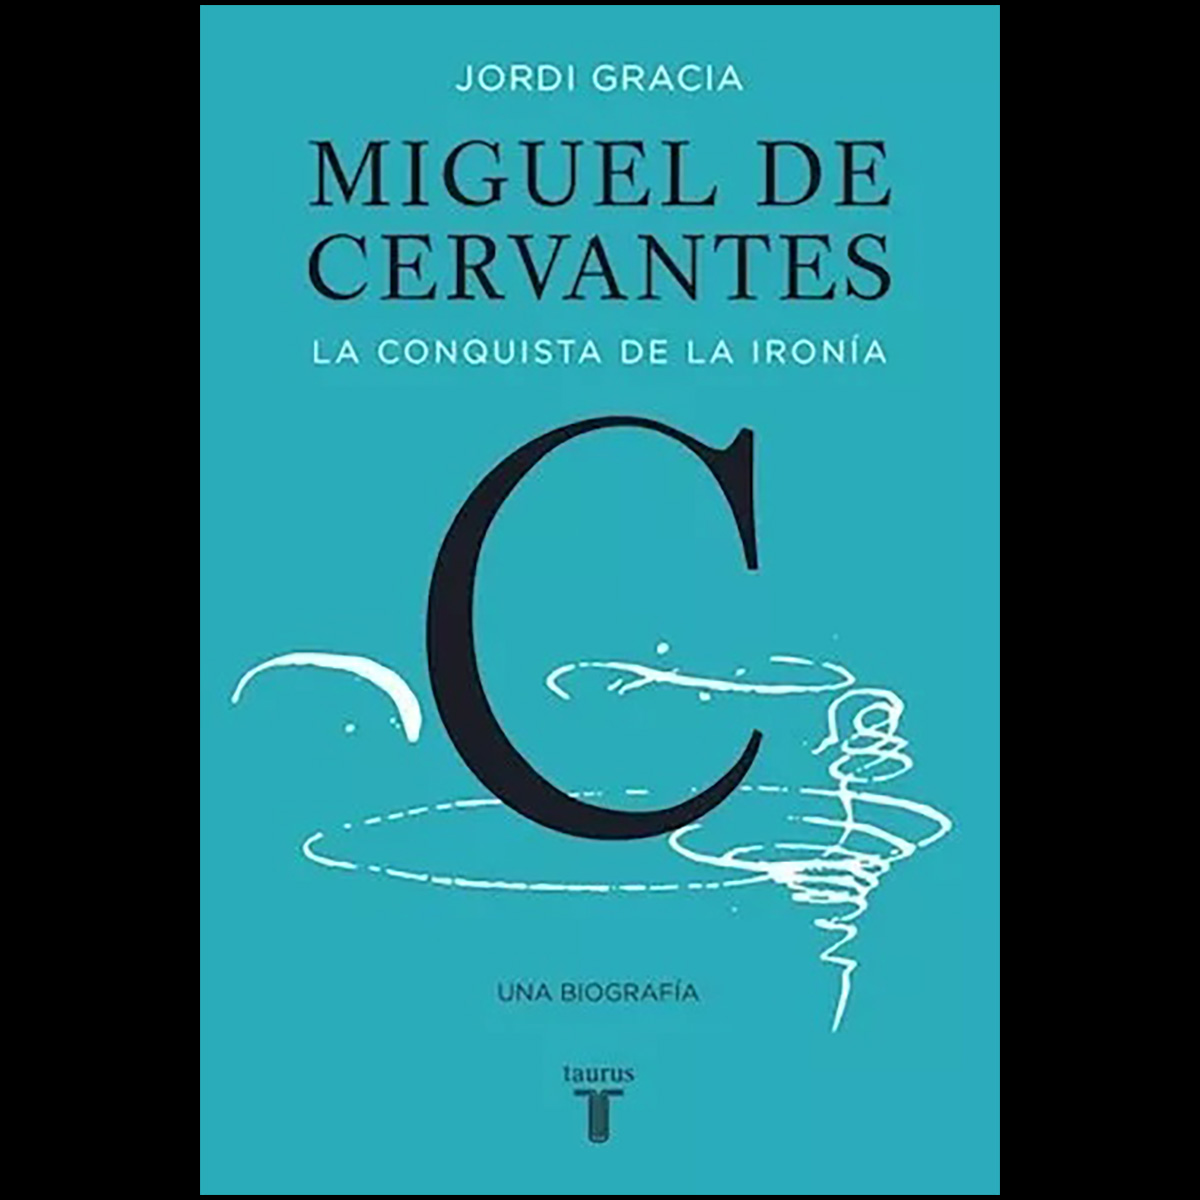 JORDI GRACIA
MIGUEL DE
CERVANTES
LA CONQUISTA DE LA IRONÍA
C
UNA BIOGRAFÍA
taurus